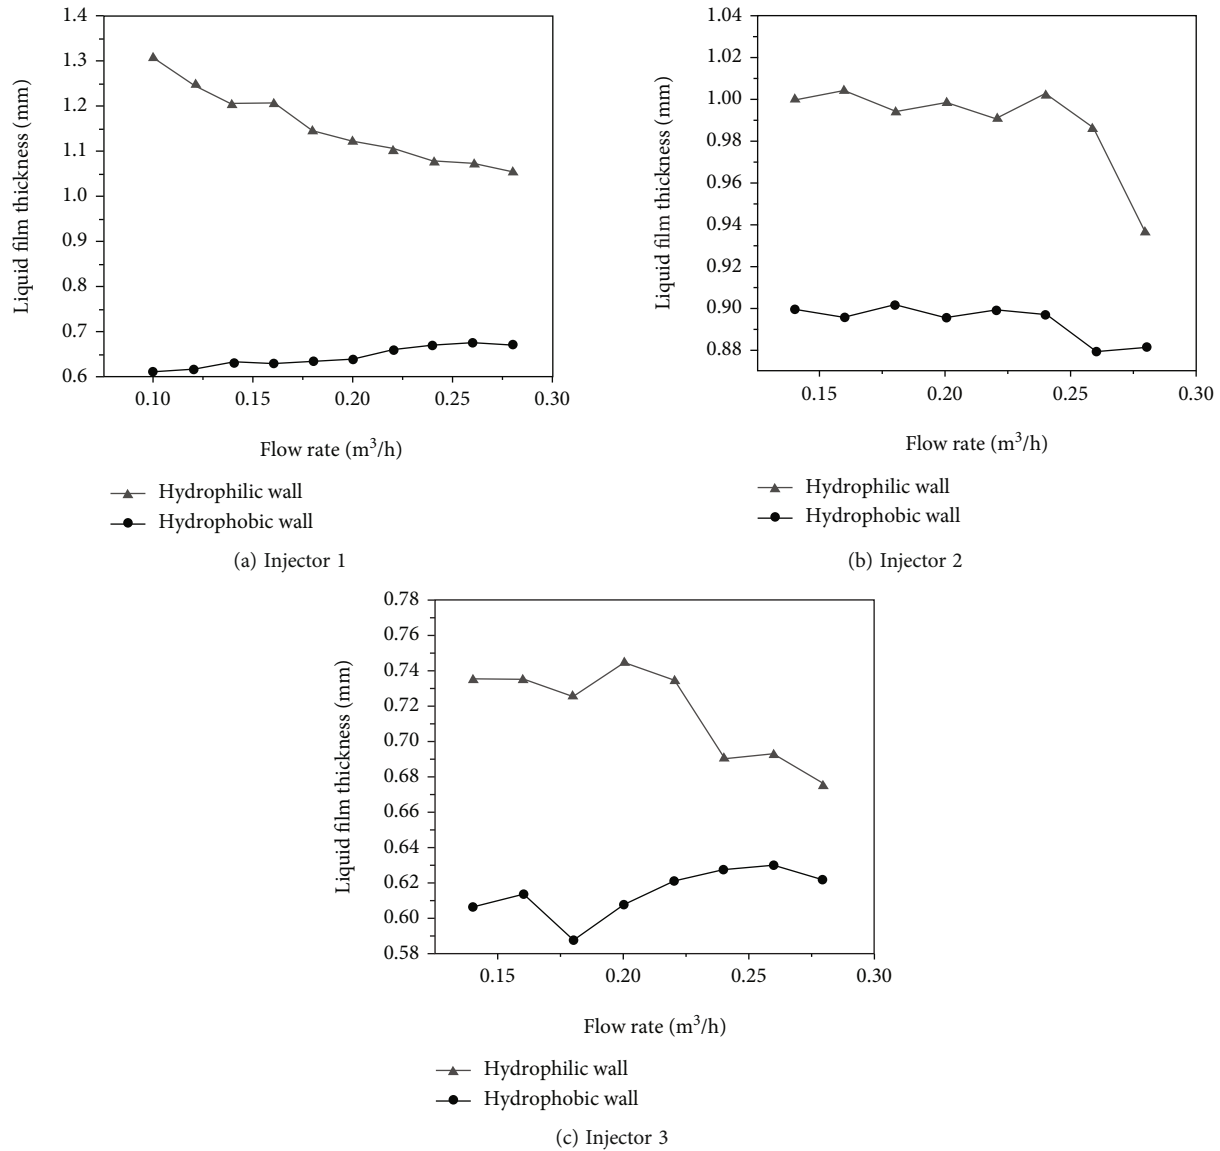 1.4
1.3
1.2
1.1
1.0
0.9
0.8
0.7
0.6
Liquid film thickness (mm)
0.10 0.15 0.20 0.25 0.30
Flow rate (m³/h)
Hydrophilic wall
Hydrophobic wall
(a) Injector 1
1.04
1.02
1.00
0.98
0.96
0.94
0.92
0.90
0.88
Liquid film thickness (mm)
0.15 0.20 0.25 0.30
Flow rate (m³/h)
Hydrophilic wall
Hydrophobic wall
(b) Injector 2
0.78
0.76
0.74
0.72
0.70
0.68
0.66
0.64
0.62
0.60
0.58
Liquid film thickness (mm)
0.15 0.20 0.25 0.30
Flow rate (m³/h)
Hydrophilic wall
Hydrophobic wall
(c) Injector 3